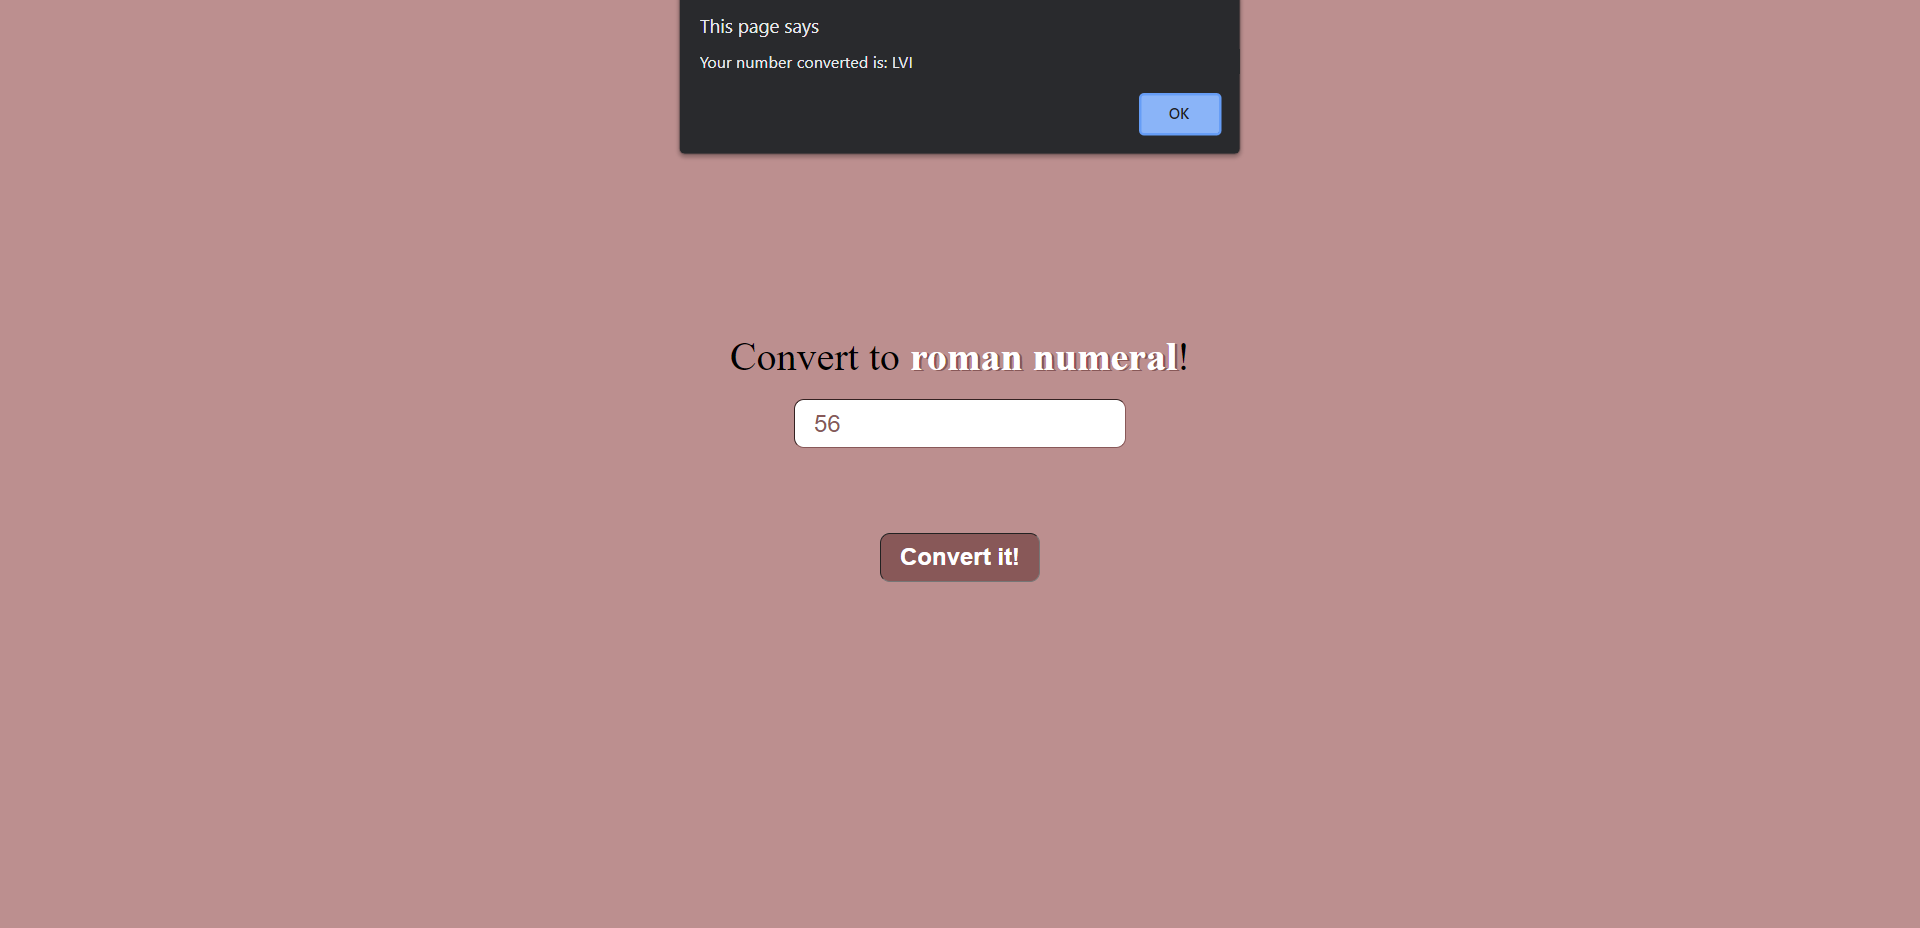 This page says
Your number converted is: LVI
OK
Convert to roman numeral!
56
Convert it!